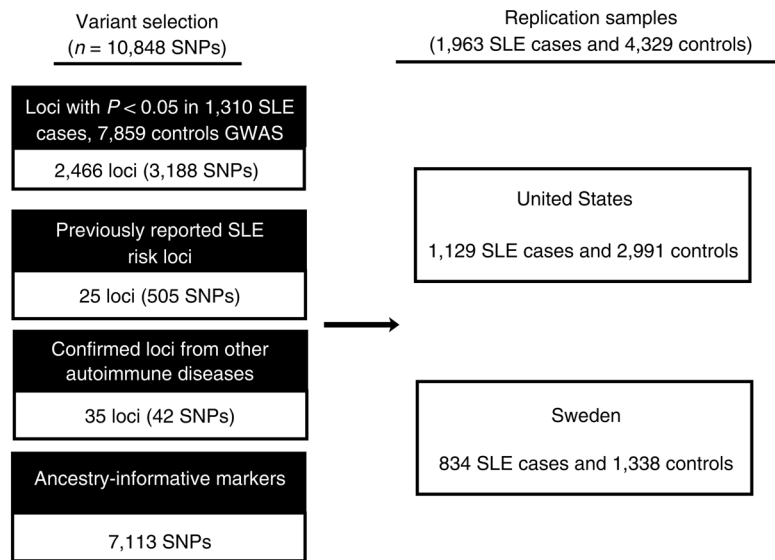 Variant selection
(n = 10,848 SNPs)
Loci with P < 0.05 in 1,310 SLE
cases, 7,859 controls GWAS
2,466 loci (3,188 SNPs)
Previously reported SLE
risk loci
25 loci (505 SNPs)
Confirmed loci from other
autoimmune diseases
35 loci (42 SNPs)
Ancestry-informative markers
7,113 SNPs
Replication samples
(1,963 SLE cases and 4,329 controls)
United States
1,129 SLE cases and 2,991 controls
Sweden
834 SLE cases and 1,338 controls